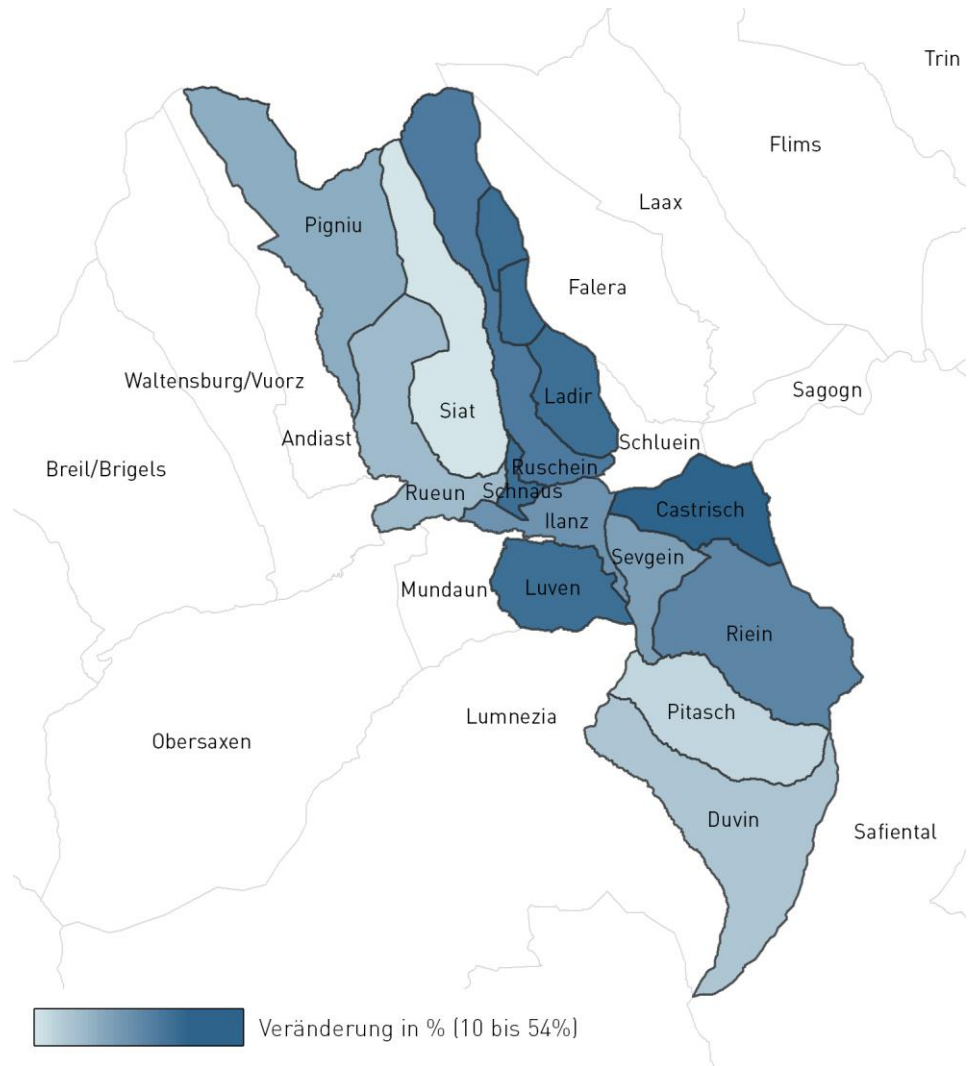 Trin
Flims
Laax
Pigniu
Falera
Waltensburg/Vuorz
Sagogn
Ladir
Siat
Andiast
Schluein
Breil/Brigels
Ruschein
Rueun
Schnaus
Castrisch
Ilanz
Sevgein
Mundaun
Luven
Riein
Pitasch
Lumnezia
Obersaxen
Duvin
Safiental
Veränderung in % (10 bis 54%)